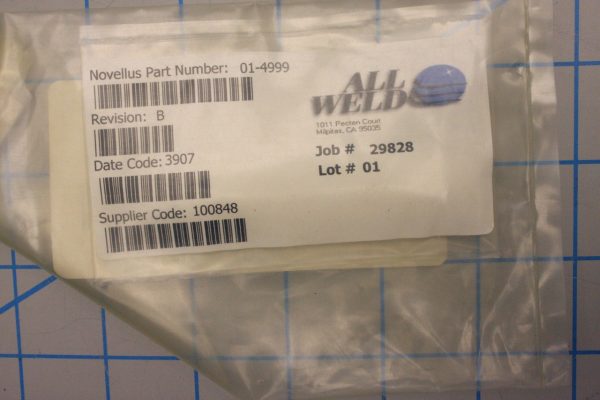 Novellus Part Number: 01-4999
Revision: B
Date Code: 3907
Supplier Code: 100848
ALL
WELD
1011 Pecten Court
Milpitas, CA 95035
Job # 29828
Lot # 01